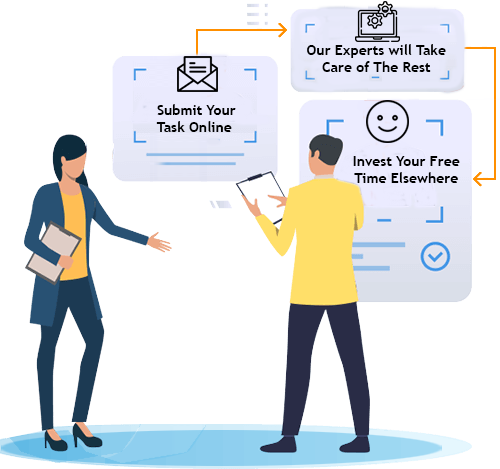 Submit Your
Task Online
Our Experts will Take
Care of The Rest
Invest Your Free
Time Elsewhere